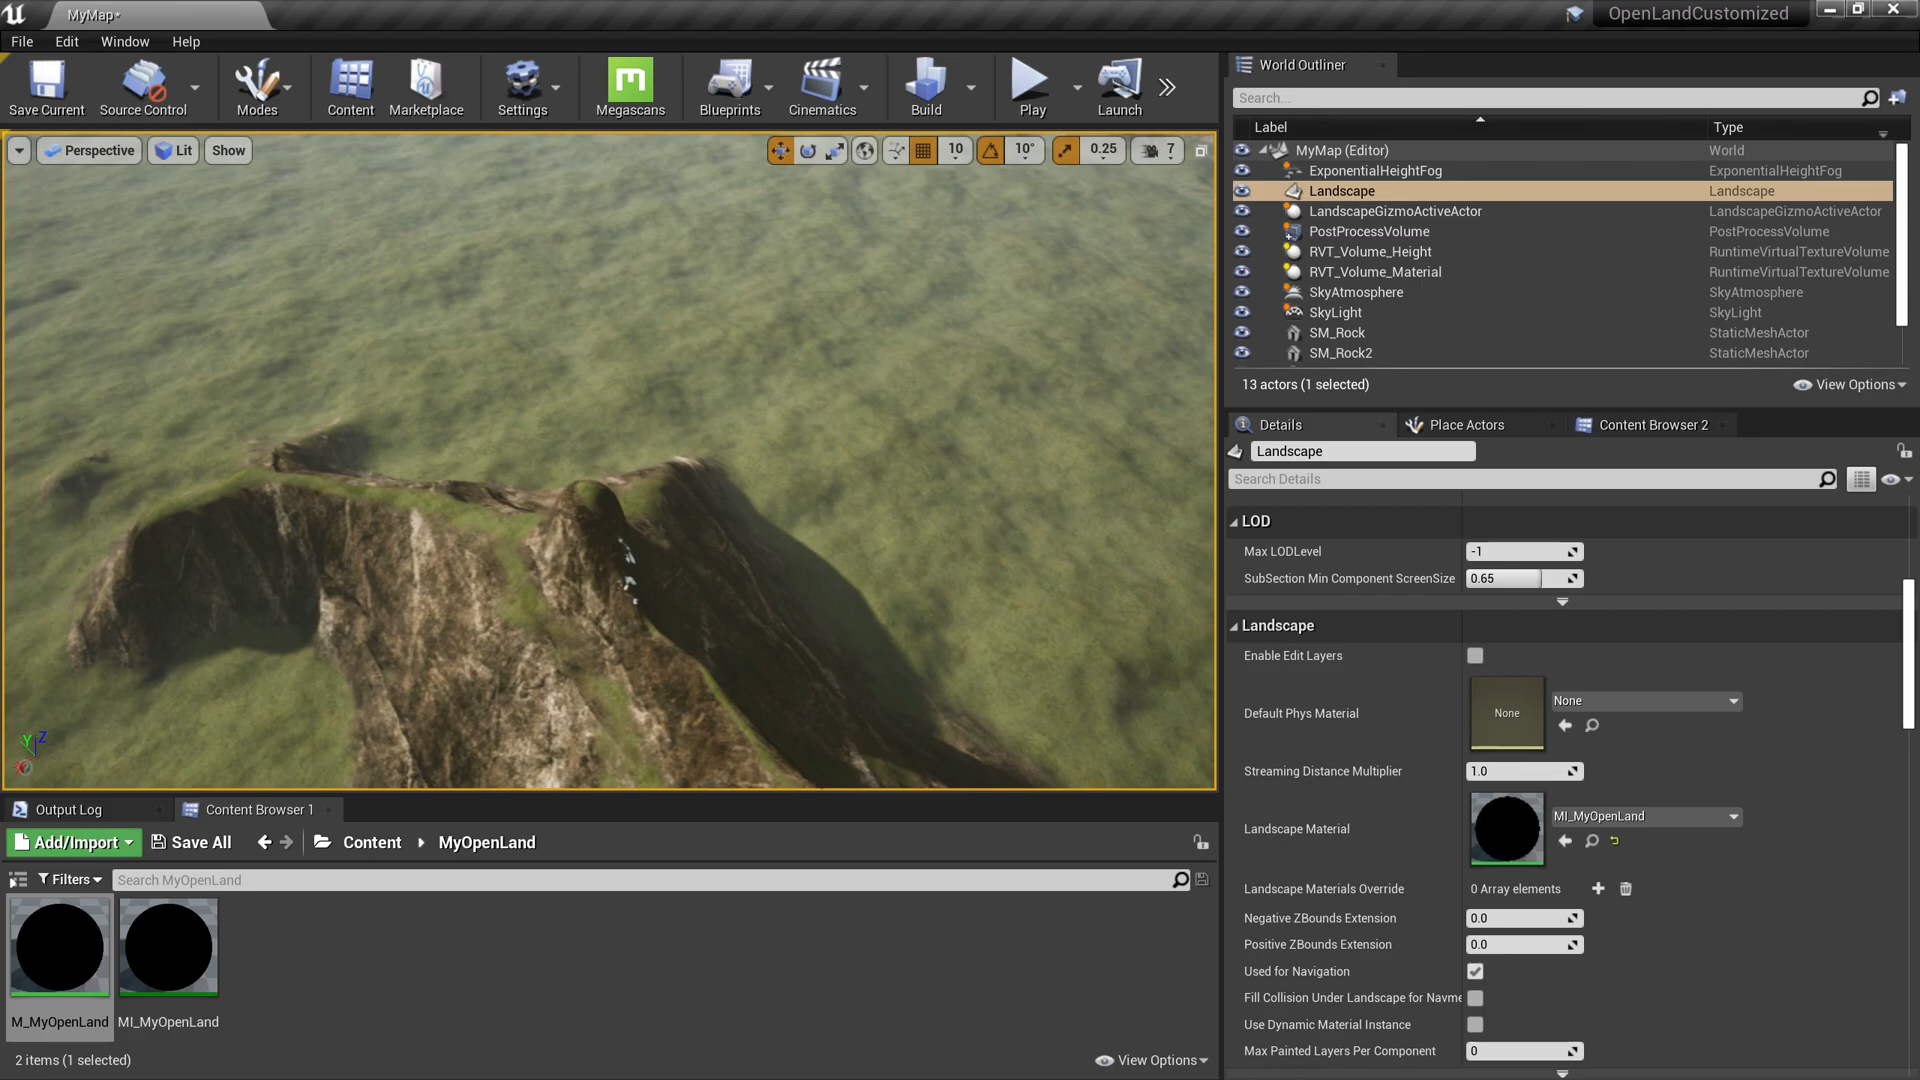 MyMap*
OpenLandCustomized
File Edit Window Help
Save Current Source Control Modes Content Marketplace Settings Megascans Blueprints Cinematics Build Play Launch
Perspective Lit Show 10 10° 0.25 7
World Outliner
Search...
Label Type
MyMap (Editor) World
ExponentialHeightFog ExponentialHeightFog
Landscape Landscape
LandscapeGizmoActiveActor LandscapeGizmoActiveActor
PostProcessVolume PostProcessVolume
RVT_Volume_Height RuntimeVirtualTextureVolume
RVT_Volume_Material RuntimeVirtualTextureVolume
SkyAtmosphere SkyAtmosphere
SkyLight SkyLight
SM_Rock StaticMeshActor
SM_Rock2 StaticMeshActor
13 actors (1 selected) View Options
Details Place Actors Content Browser 2
Landscape
Search Details
LOD
Max LODLevel -1
SubSection Min Component ScreenSize 0.65
Landscape
Enable Edit Layers
Default Phys Material None None
Streaming Distance Multiplier 1.0
Landscape Material MI_MyOpenLand
Landscape Materials Override 0 Array elements
Negative ZBounds Extension 0.0
Positive ZBounds Extension 0.0
Used for Navigation
Fill Collision Under Landscape for Navme
Use Dynamic Material Instance
Max Painted Layers Per Component 0
Y Z
Output Log Content Browser 1
Add/Import Save All Content MyOpenLand
Filters Search MyOpenLand
M_MyOpenLand MI_MyOpenLand
2 items (1 selected) View Options